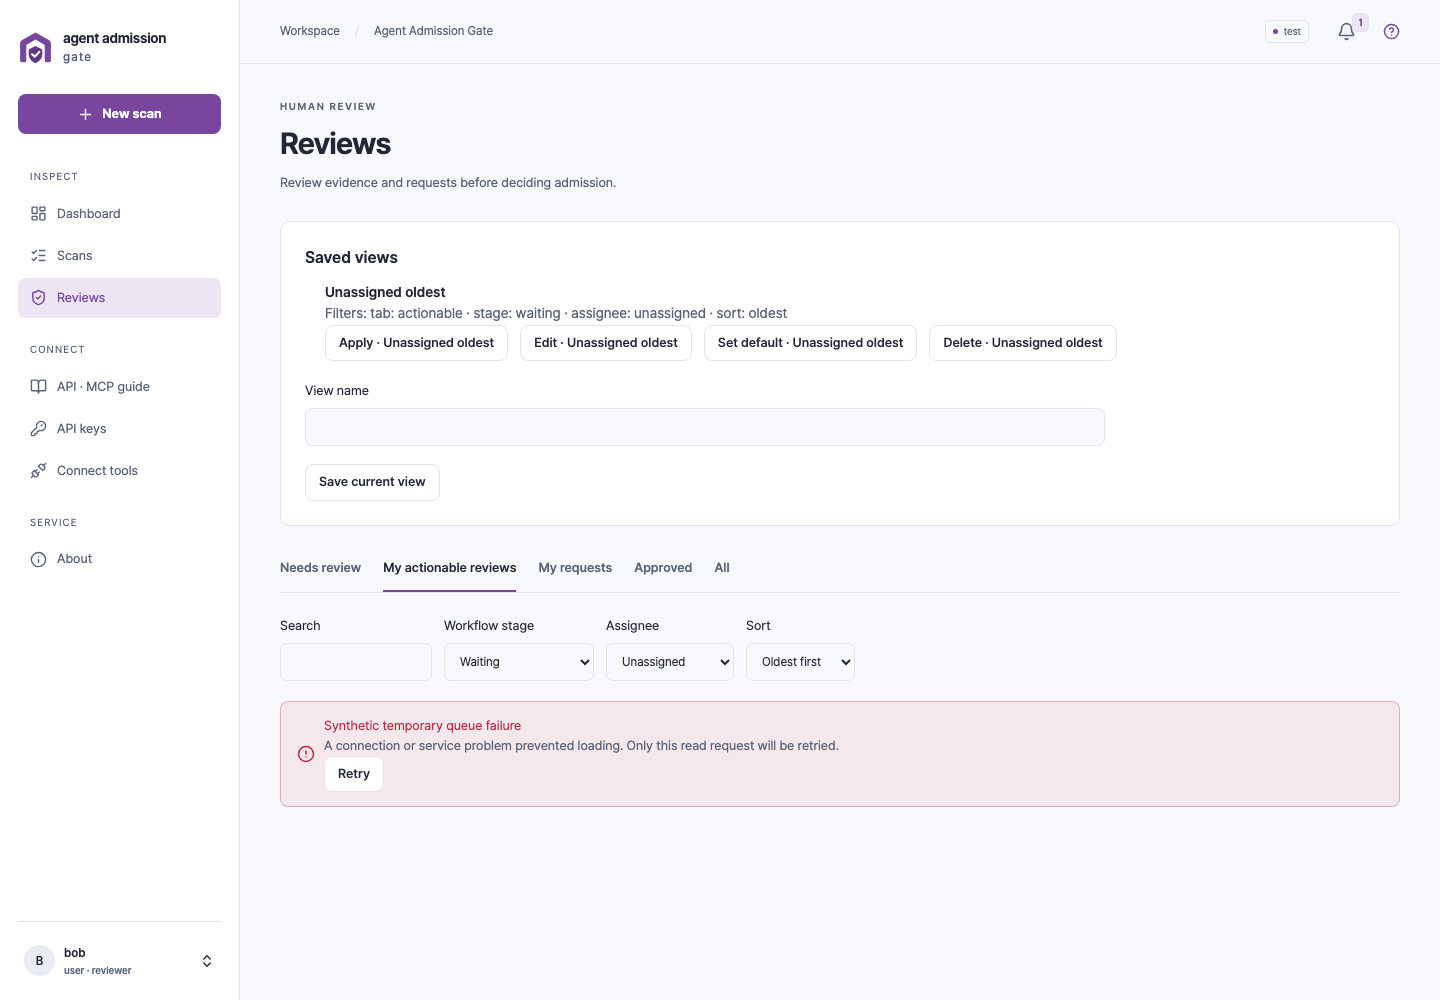 agent admission
gate
New scan
INSPECT
Dashboard
Scans
Reviews
CONNECT
API · MCP guide
API keys
Connect tools
SERVICE
About
B
bob
user · reviewer
Workspace / Agent Admission Gate
test
1
HUMAN REVIEW
Reviews
Review evidence and requests before deciding admission.
Saved views
Unassigned oldest
Filters: tab: actionable · stage: waiting · assignee: unassigned · sort: oldest
Apply · Unassigned oldest
Edit · Unassigned oldest
Set default · Unassigned oldest
Delete · Unassigned oldest
View name
Save current view
Needs review
My actionable reviews
My requests
Approved
All
Search
Workflow stage
Assignee
Sort
Waiting
Unassigned
Oldest first
Synthetic temporary queue failure
A connection or service problem prevented loading. Only this read request will be retried.
Retry